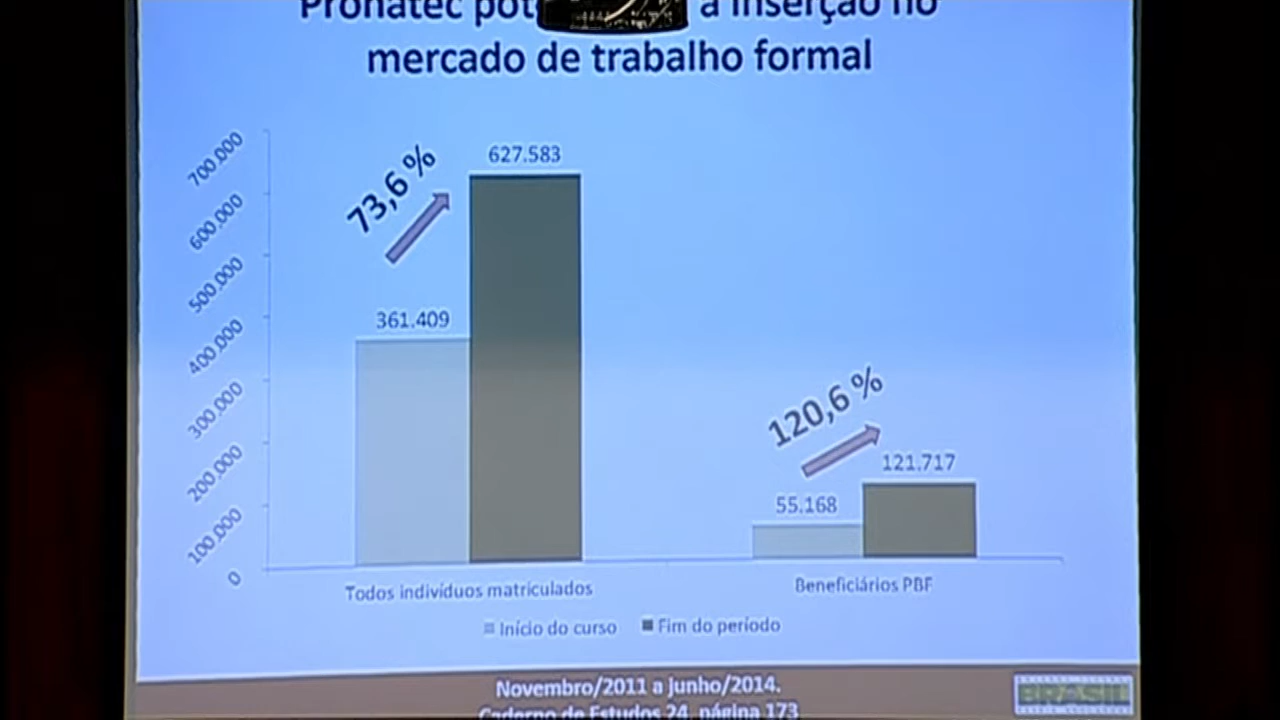 Pronatec a inserção no
mercado de trabalho formal
700.000
600.000
500.000
400.000
300.000
200.000
100.000
0
73,6 %
361.409
627.583
120,6 %
55.168
121.717
Todos indivíduos matriculados
Beneficiários PBF
Início do curso
Fim do período
Novembro/2011 a junho/2014.
Caderno de Estudos 24, página 173
BRASIL